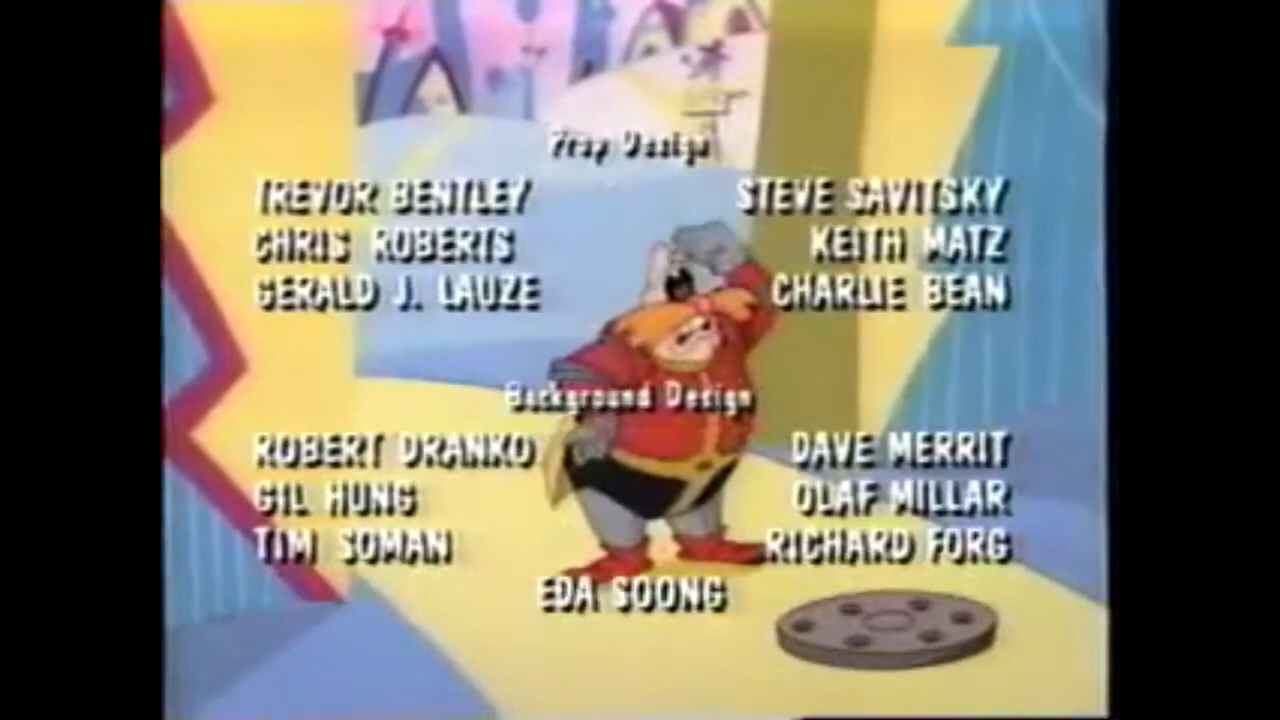 Prop Design
TREVOR BENTLEY STEVE SAVITSKY
CHRIS ROBERTS KEITH MATZ
GERALD J. LAUZE CHARLIE BEAN
Background Design
ROBERT DRANKO DAVE MERRIT
GIL HUNG OLAF MILLAR
TIM SOMAN RICHARD FORG
EDA SOONG